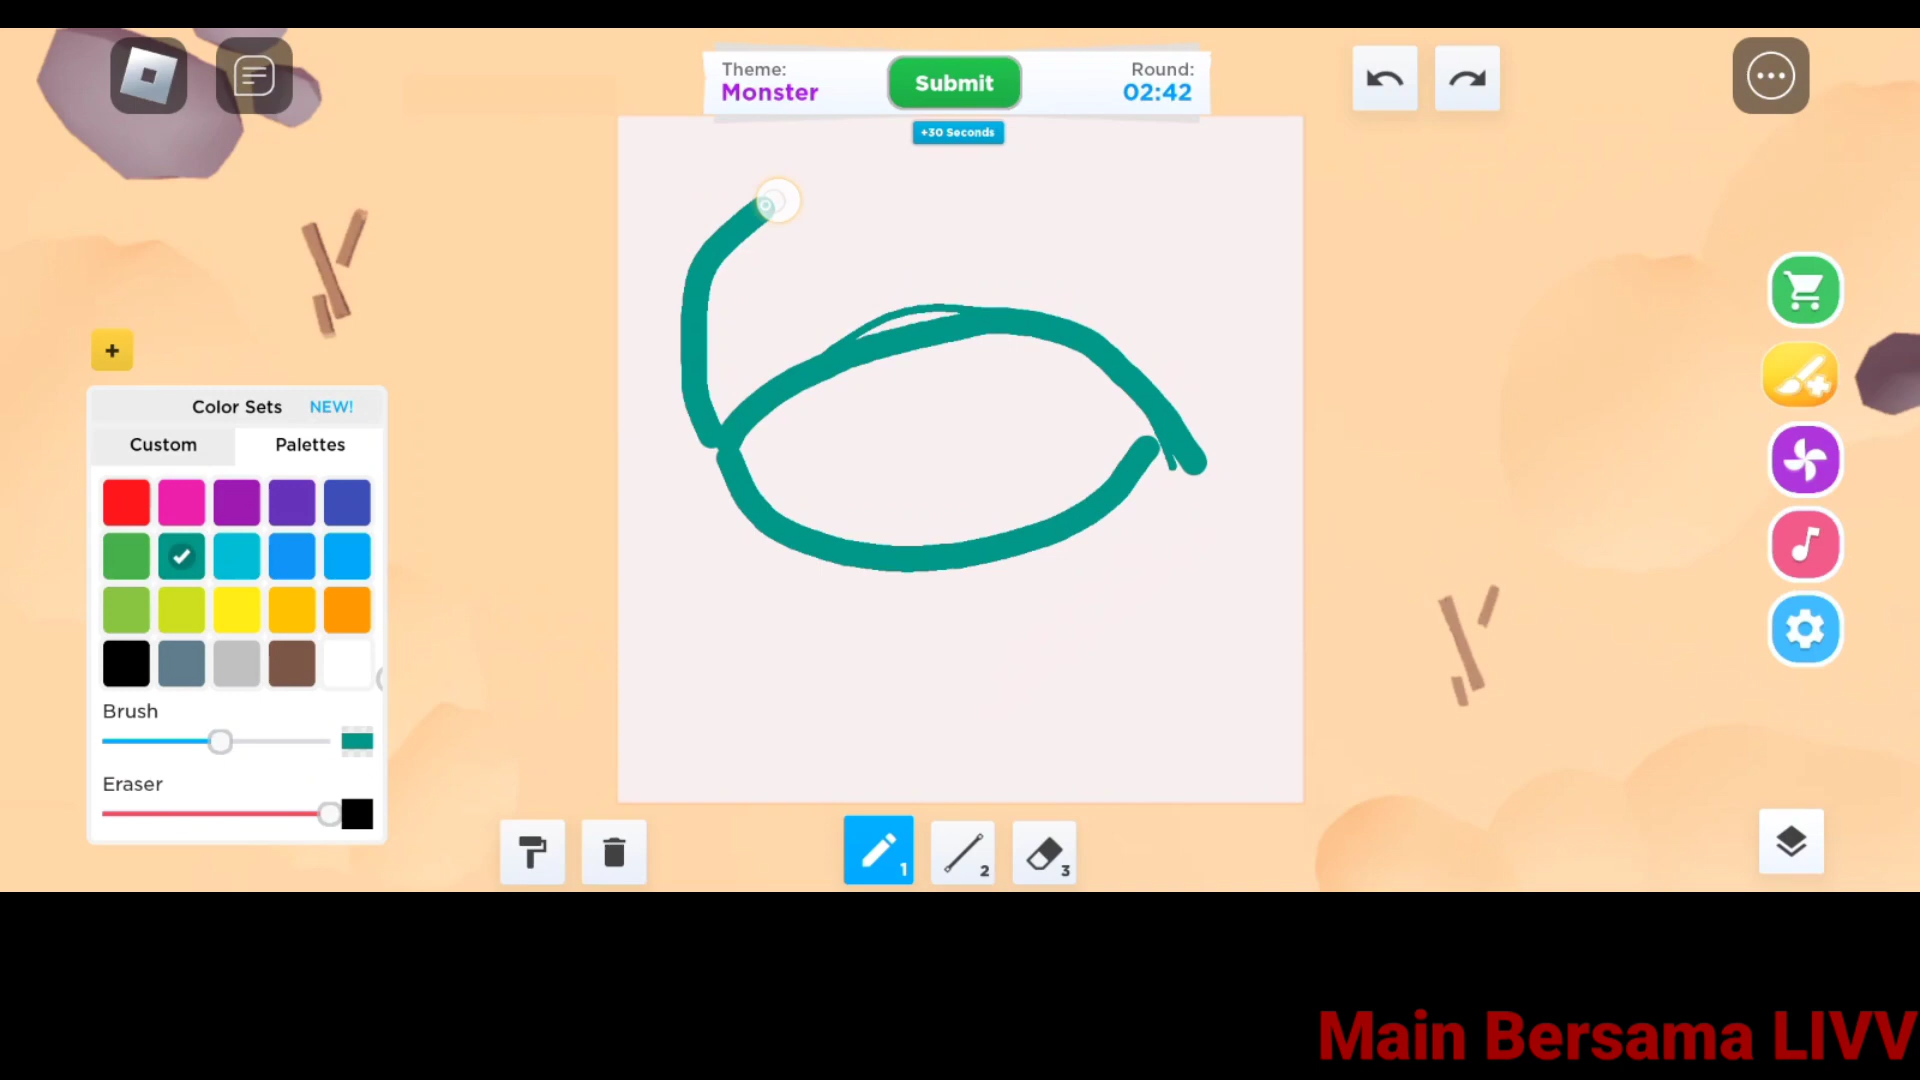 Theme:
Monster
Submit
Round:
02:42
+30 Seconds
+
Color Sets NEW!
Custom Palettes
Brush
Eraser
1
2
3
Main Bersama LIVV